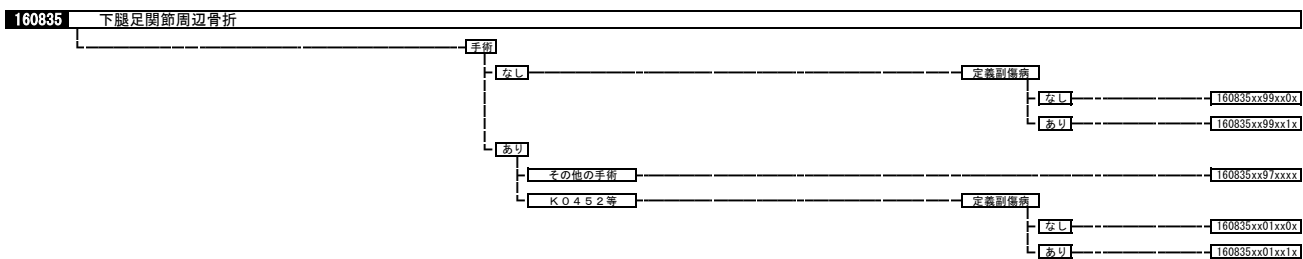 160835 下腿足関節周辺骨折
手術
なし 定義副傷病
なし 160835xx99xx0x
あり 160835xx99xx1x
あり
その他の手術 160835xx97xxxx
K0452等 定義副傷病
なし 160835xx01xx0x
あり 160835xx01xx1x